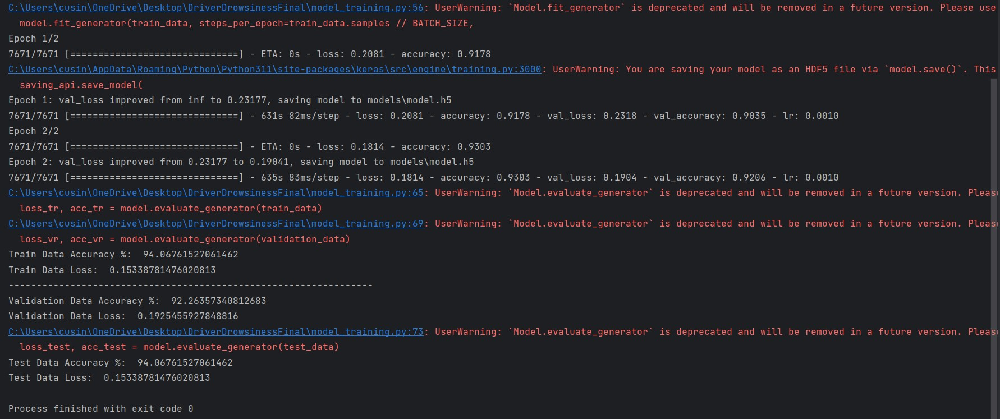 C:\Users\cusin\OneDrive\Desktop\DriverDrowsinessFinal\model_training.py:56: UserWarning: `Model.fit_generator` is deprecated and will be removed in a future version. Please use
  model.fit_generator(train_data, steps_per_epoch=train_data.samples // BATCH_SIZE,
Epoch 1/2
7671/7671 [==============================] - ETA: 0s - loss: 0.2081 - accuracy: 0.9178
C:\Users\cusin\AppData\Roaming\Python\Python311\site-packages\keras\src\engine\training.py:3000: UserWarning: You are saving your model as an HDF5 file via `model.save()`. This
  saving_api.save_model(
Epoch 1: val_loss improved from inf to 0.23177, saving model to models\model.h5
7671/7671 [==============================] - 631s 82ms/step - loss: 0.2081 - accuracy: 0.9178 - val_loss: 0.2318 - val_accuracy: 0.9035 - lr: 0.0010
Epoch 2/2
7671/7671 [==============================] - ETA: 0s - loss: 0.1814 - accuracy: 0.9303
Epoch 2: val_loss improved from 0.23177 to 0.19041, saving model to models\model.h5
7671/7671 [==============================] - 635s 83ms/step - loss: 0.1814 - accuracy: 0.9303 - val_loss: 0.1904 - val_accuracy: 0.9206 - lr: 0.0010
C:\Users\cusin\OneDrive\Desktop\DriverDrowsinessFinal\model_training.py:65: UserWarning: `Model.evaluate_generator` is deprecated and will be removed in a future version. Pleas
  loss_tr, acc_tr = model.evaluate_generator(train_data)
C:\Users\cusin\OneDrive\Desktop\DriverDrowsinessFinal\model_training.py:69: UserWarning: `Model.evaluate_generator` is deprecated and will be removed in a future version. Pleas
  loss_vr, acc_vr = model.evaluate_generator(validation_data)
Train Data Accuracy %:  94.06761527061462
Train Data Loss:  0.15338781476020813
-----------------------------------------------------------------
Validation Data Accuracy %:  92.26357340812683
Validation Data Loss:  0.1925455927848816
C:\Users\cusin\OneDrive\Desktop\DriverDrowsinessFinal\model_training.py:73: UserWarning: `Model.evaluate_generator` is deprecated and will be removed in a future version. Pleas
  loss_test, acc_test = model.evaluate_generator(test_data)
Test Data Accuracy %:  94.06761527061462
Test Data Loss:  0.15338781476020813
Process finished with exit code 0